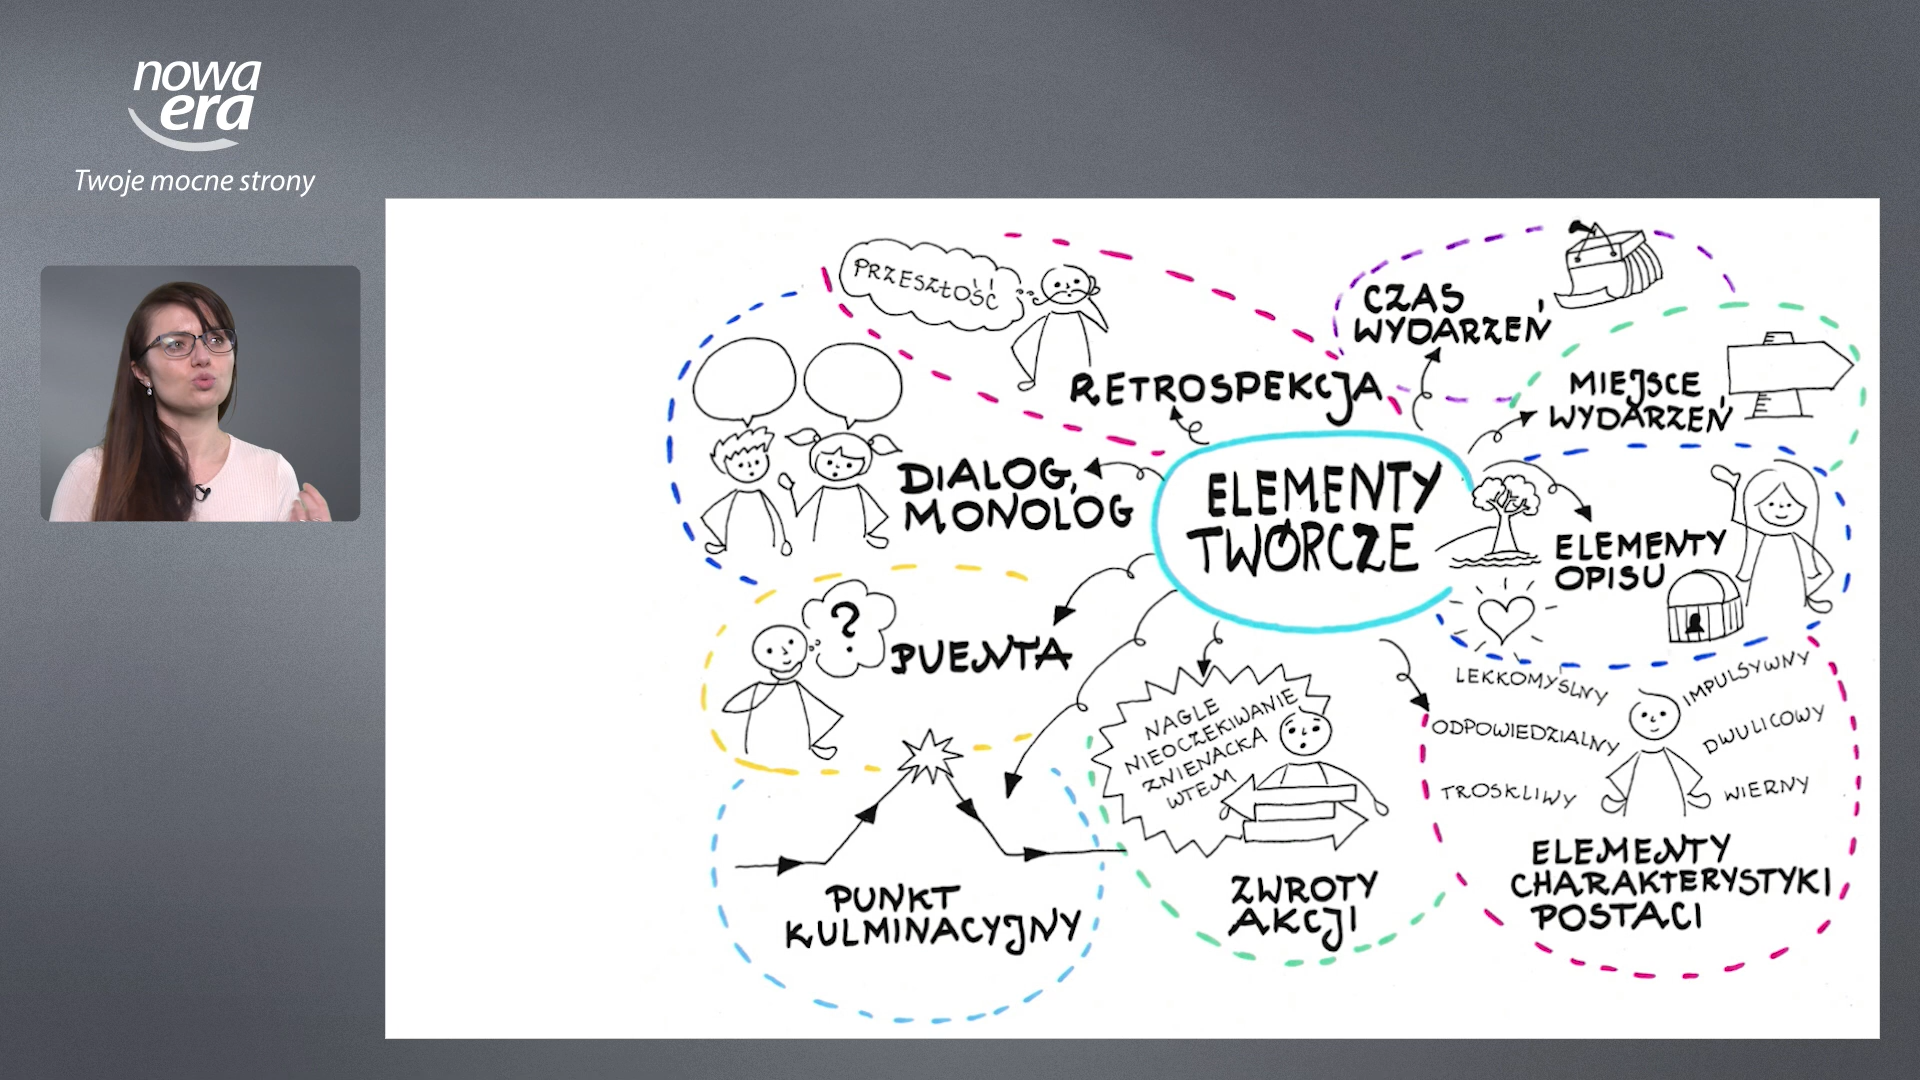 nowa
era
Twoje mocne strony
PRZESZŁOŚĆ
RETROSPEKCJA
CZAS
WYDARZEŃ
MIEJSCE
WYDARZEŃ
DIALOG,
MONOLOG
ELEMENTY
TWÓRCZE
ELEMENTY
OPISU
?
PUENTA
NAGLE
NIEOCZEKIWANIE
ZNIENACKA
WTEM
ZWROTY
AKCJI
PUNKT
KULMINACYJNY
LEKKOMYŚLNY
IMPULSYWNY
ODPOWIEDZIALNY
DWULICOWY
TROSKLIWY
WIERNY
ELEMENTY
CHARAKTERYSTYKI
POSTACI